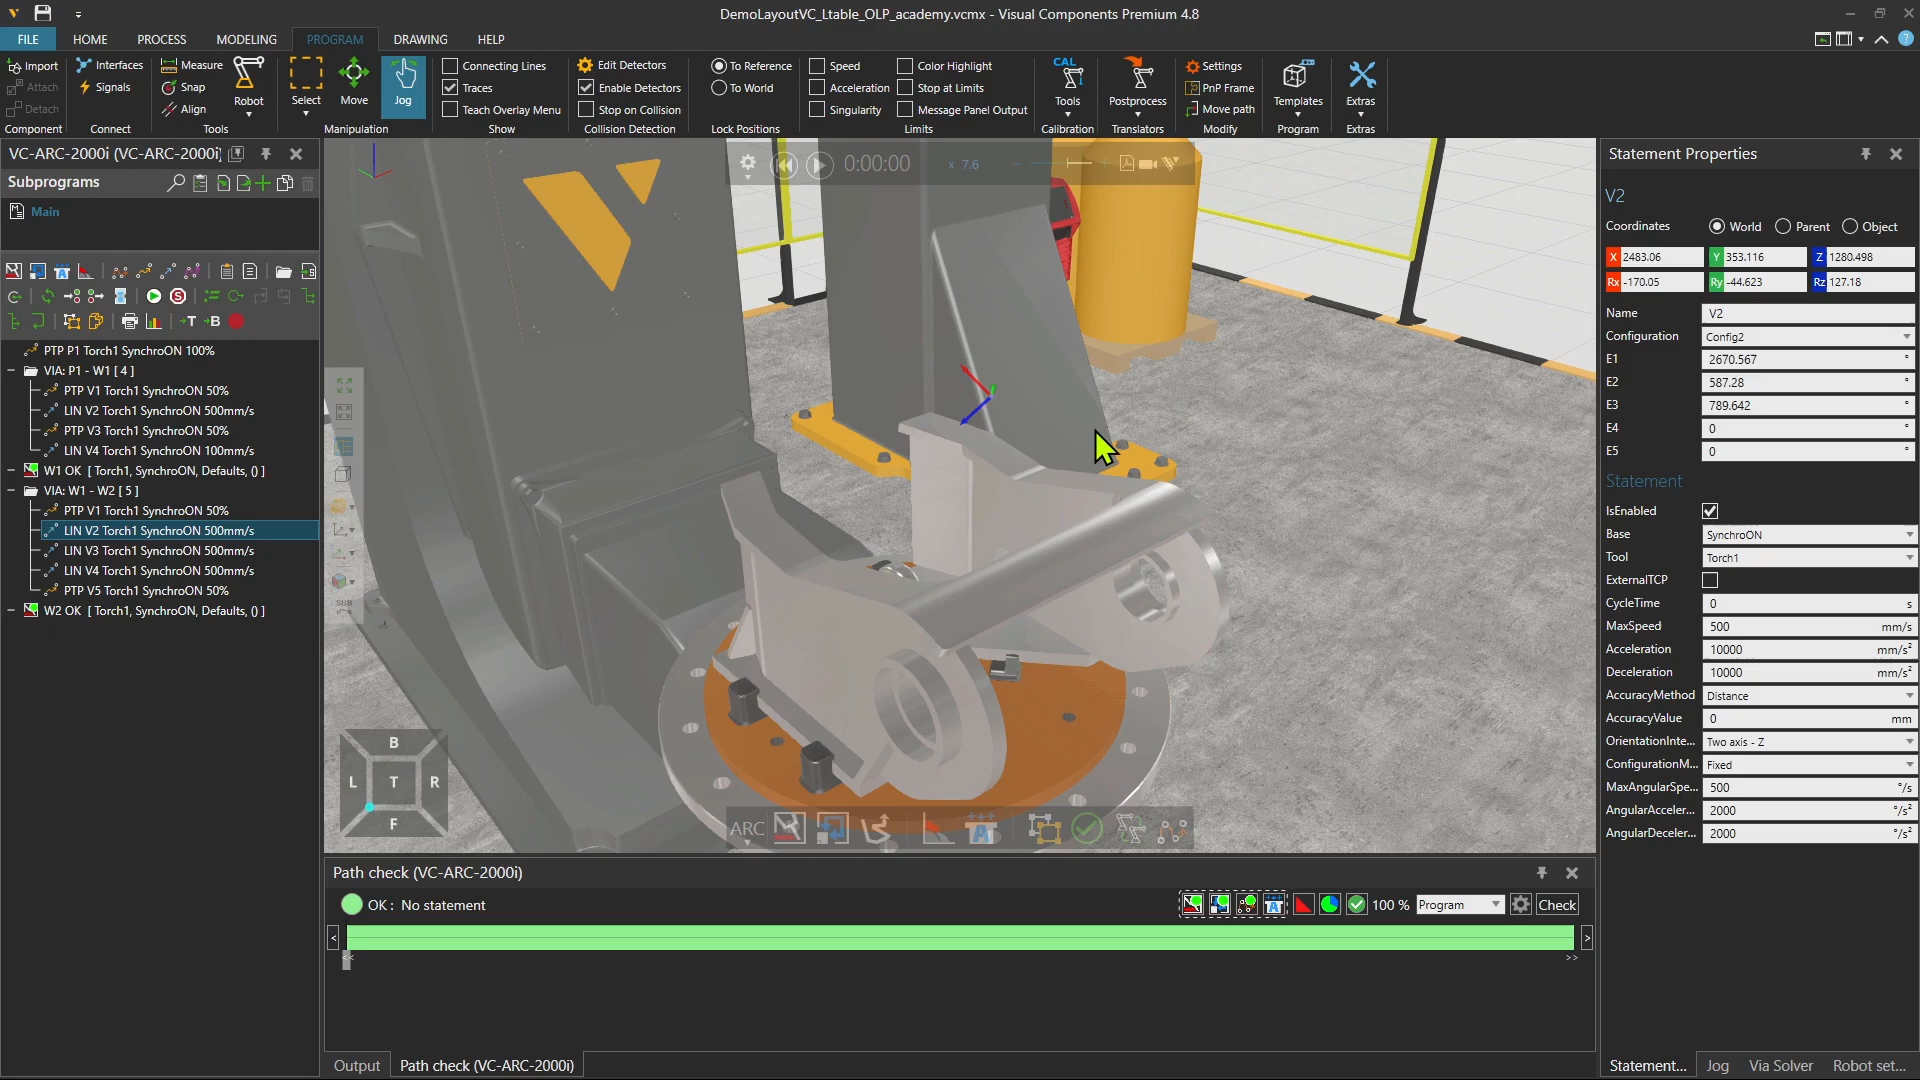 DemoLayoutVC_Ltable_OLP_academy.vcmx - Visual Components Premium 4.8
FILE HOME PROCESS MODELING PROGRAM DRAWING HELP
Import
Attach
Detach
Component
Interfaces
Signals
Connect
Measure
Snap
Align
Robot
Tools
Select
Move
Jog
Manipulation
Connecting Lines
Traces
Teach Overlay Menu
Show
Edit Detectors
Enable Detectors
Stop on Collision
Collision Detection
To Reference
To World
Lock Positions
Speed
Acceleration
Singularity
Color Highlight
Stop at Limits
Message Panel Output
Limits
CAL
Tools
Calibration
Postprocess
Translators
Settings
PnP Frame
Move path
Modify
Templates
Program
Extras
Extras
VC-ARC-2000i (VC-ARC-2000i)
Subprograms
Main
PTP P1 Torch1 SynchroON 100%
VIA: P1 - W1 [ 4 ]
PTP V1 Torch1 SynchroON 50%
LIN V2 Torch1 SynchroON 500mm/s
PTP V3 Torch1 SynchroON 50%
LIN V4 Torch1 SynchroON 100mm/s
W1 OK [ Torch1, SynchroON, Defaults, () ]
VIA: W1 - W2 [ 5 ]
PTP V1 Torch1 SynchroON 50%
LIN V2 Torch1 SynchroON 500mm/s
LIN V3 Torch1 SynchroON 500mm/s
LIN V4 Torch1 SynchroON 500mm/s
PTP V5 Torch1 SynchroON 50%
W2 OK [ Torch1, SynchroON, Defaults, () ]
0:00:00 x 7.6
SUB
B
L T R
F
ARC
Path check (VC-ARC-2000i)
OK : No statement
100 % Program Check
< >
<< >>
Output Path check (VC-ARC-2000i)
Statement Properties
V2
Coordinates World Parent Object
X 2483.06 Y 353.116 Z 1280.498
Rx -170.05 Ry -44.623 Rz 127.18
Name V2
Configuration Config2
E1 2670.567 °
E2 587.28 °
E3 789.642 °
E4 0 °
E5 0 °
Statement
IsEnabled
Base SynchroON
Tool Torch1
ExternalTCP
CycleTime 0 s
MaxSpeed 500 mm/s
Acceleration 10000 mm/s²
Deceleration 10000 mm/s²
AccuracyMethod Distance
AccuracyValue 0 mm
OrientationInte... Two axis - Z
ConfigurationM... Fixed
MaxAngularSpe... 500 °/s
AngularAcceler... 2000 °/s²
AngularDeceler... 2000 °/s²
Statement... Jog Via Solver Robot set...